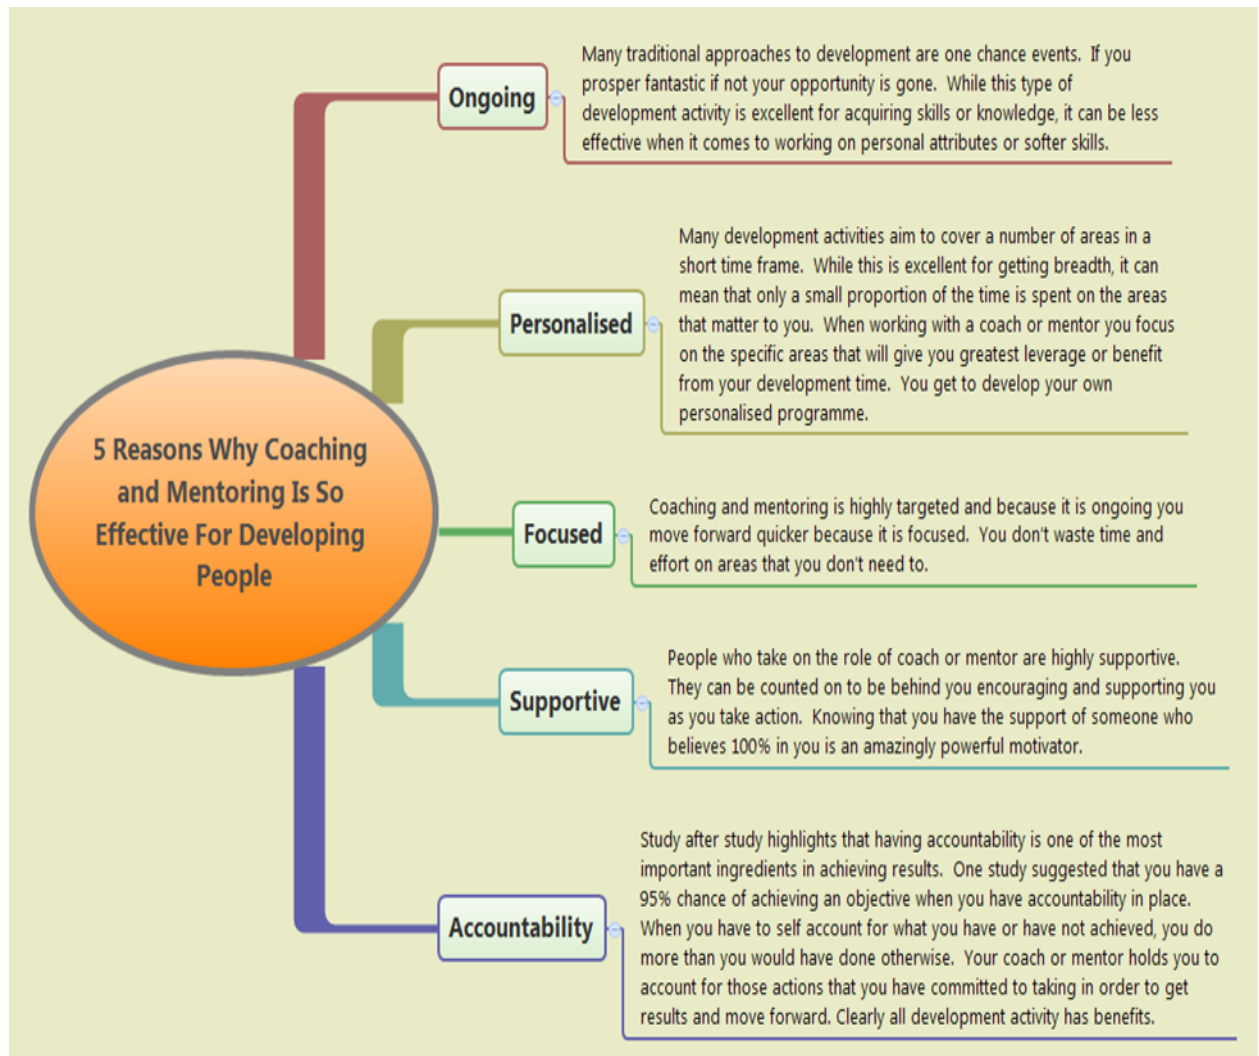 5 Reasons Why Coaching
and Mentoring Is So
Effective For Developing
People
Ongoing
Many traditional approaches to development are one chance events.  If you
prosper fantastic if not your opportunity is gone.  While this type of
development activity is excellent for acquiring skills or knowledge, it can be less
effective when it comes to working on personal attributes or softer skills.
Personalised
Many development activities aim to cover a number of areas in a
short time frame.  While this is excellent for getting breadth, it can
mean that only a small proportion of the time is spent on the areas
that matter to you.  When working with a coach or mentor you focus
on the specific areas that will give you greatest leverage or benefit
from your development time.  You get to develop your own
personalised programme.
Focused
Coaching and mentoring is highly targeted and because it is ongoing you
move forward quicker because it is focused.  You don't waste time and
effort on areas that you don't need to.
Supportive
People who take on the role of coach or mentor are highly supportive.
They can be counted on to be behind you encouraging and supporting you
as you take action.  Knowing that you have the support of someone who
believes 100% in you is an amazingly powerful motivator.
Accountability
Study after study highlights that having accountability is one of the most
important ingredients in achieving results.  One study suggested that you have a
95% chance of achieving an objective when you have accountability in place.
When you have to self account for what you have or have not achieved, you do
more than you would have done otherwise.  Your coach or mentor holds you to
account for those actions that you have committed to taking in order to get
results and move forward. Clearly all development activity has benefits.